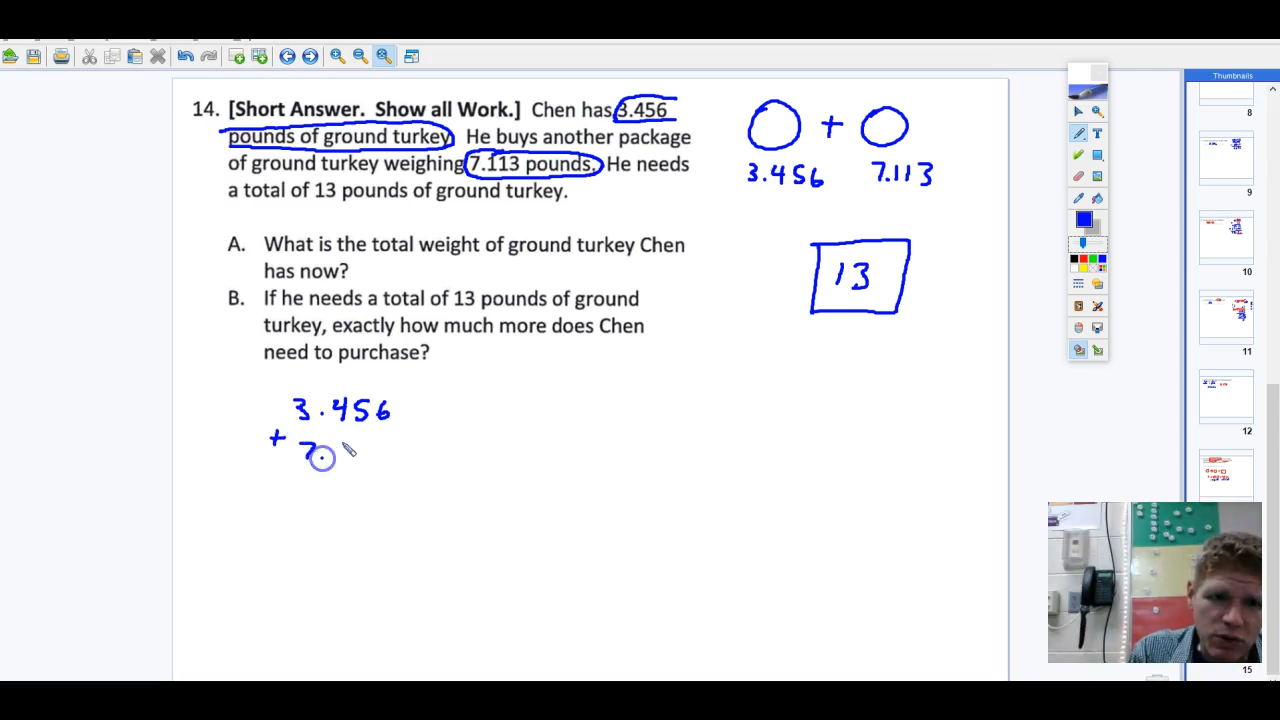 Thumbnails
14. [Short Answer. Show all Work.] Chen has 3.456
pounds of ground turkey. He buys another package
of ground turkey weighing 7.113 pounds. He needs
a total of 13 pounds of ground turkey.
A. What is the total weight of ground turkey Chen
has now?
B. If he needs a total of 13 pounds of ground
turkey, exactly how much more does Chen
need to purchase?
+
3.456 7.113
13
3.456
+ 7.
8
9
10
11
12
15